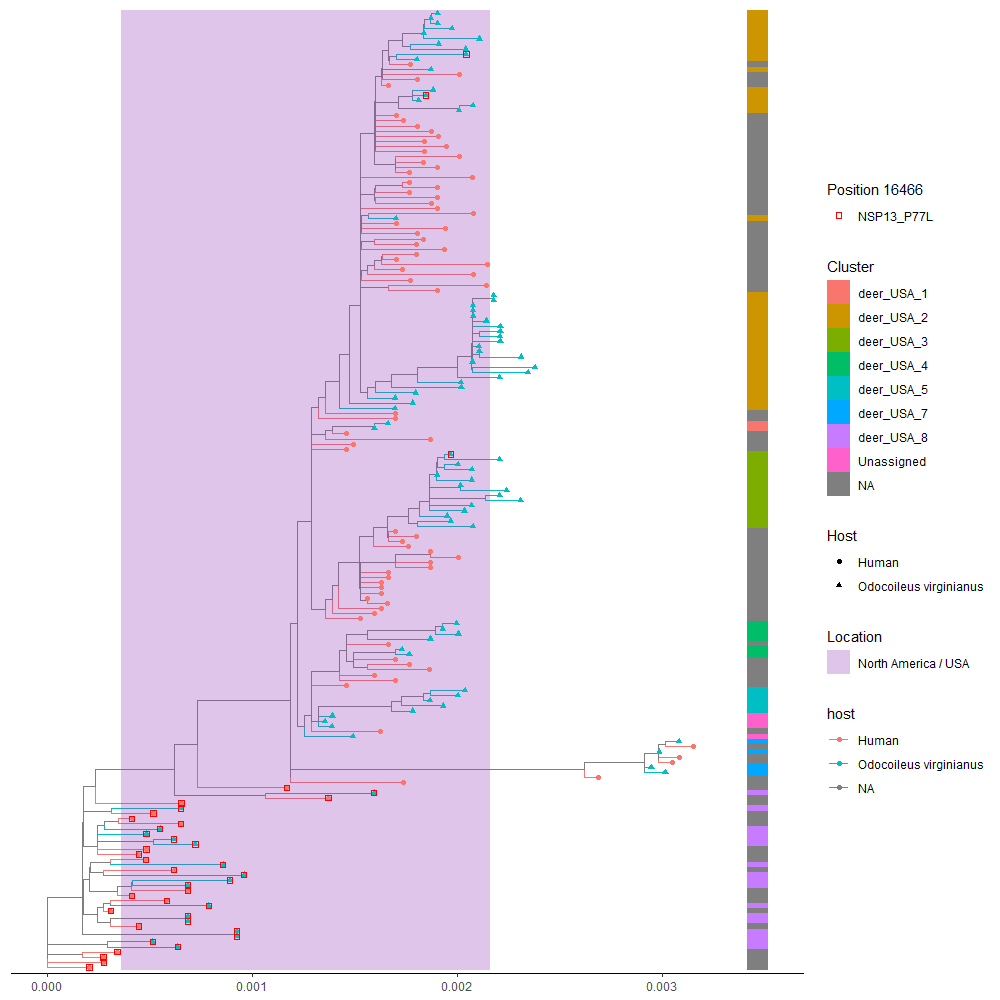 Position 16466
NSP13_P77L
Cluster
deer_USA_1
deer_USA_2
deer_USA_3
deer_USA_4
deer_USA_5
deer_USA_7
deer_USA_8
Unassigned
NA
Host
Human
Odocoileus virginianus
Location
North America / USA
host
Human
Odocoileus virginianus
NA
0.000 0.001 0.002 0.003